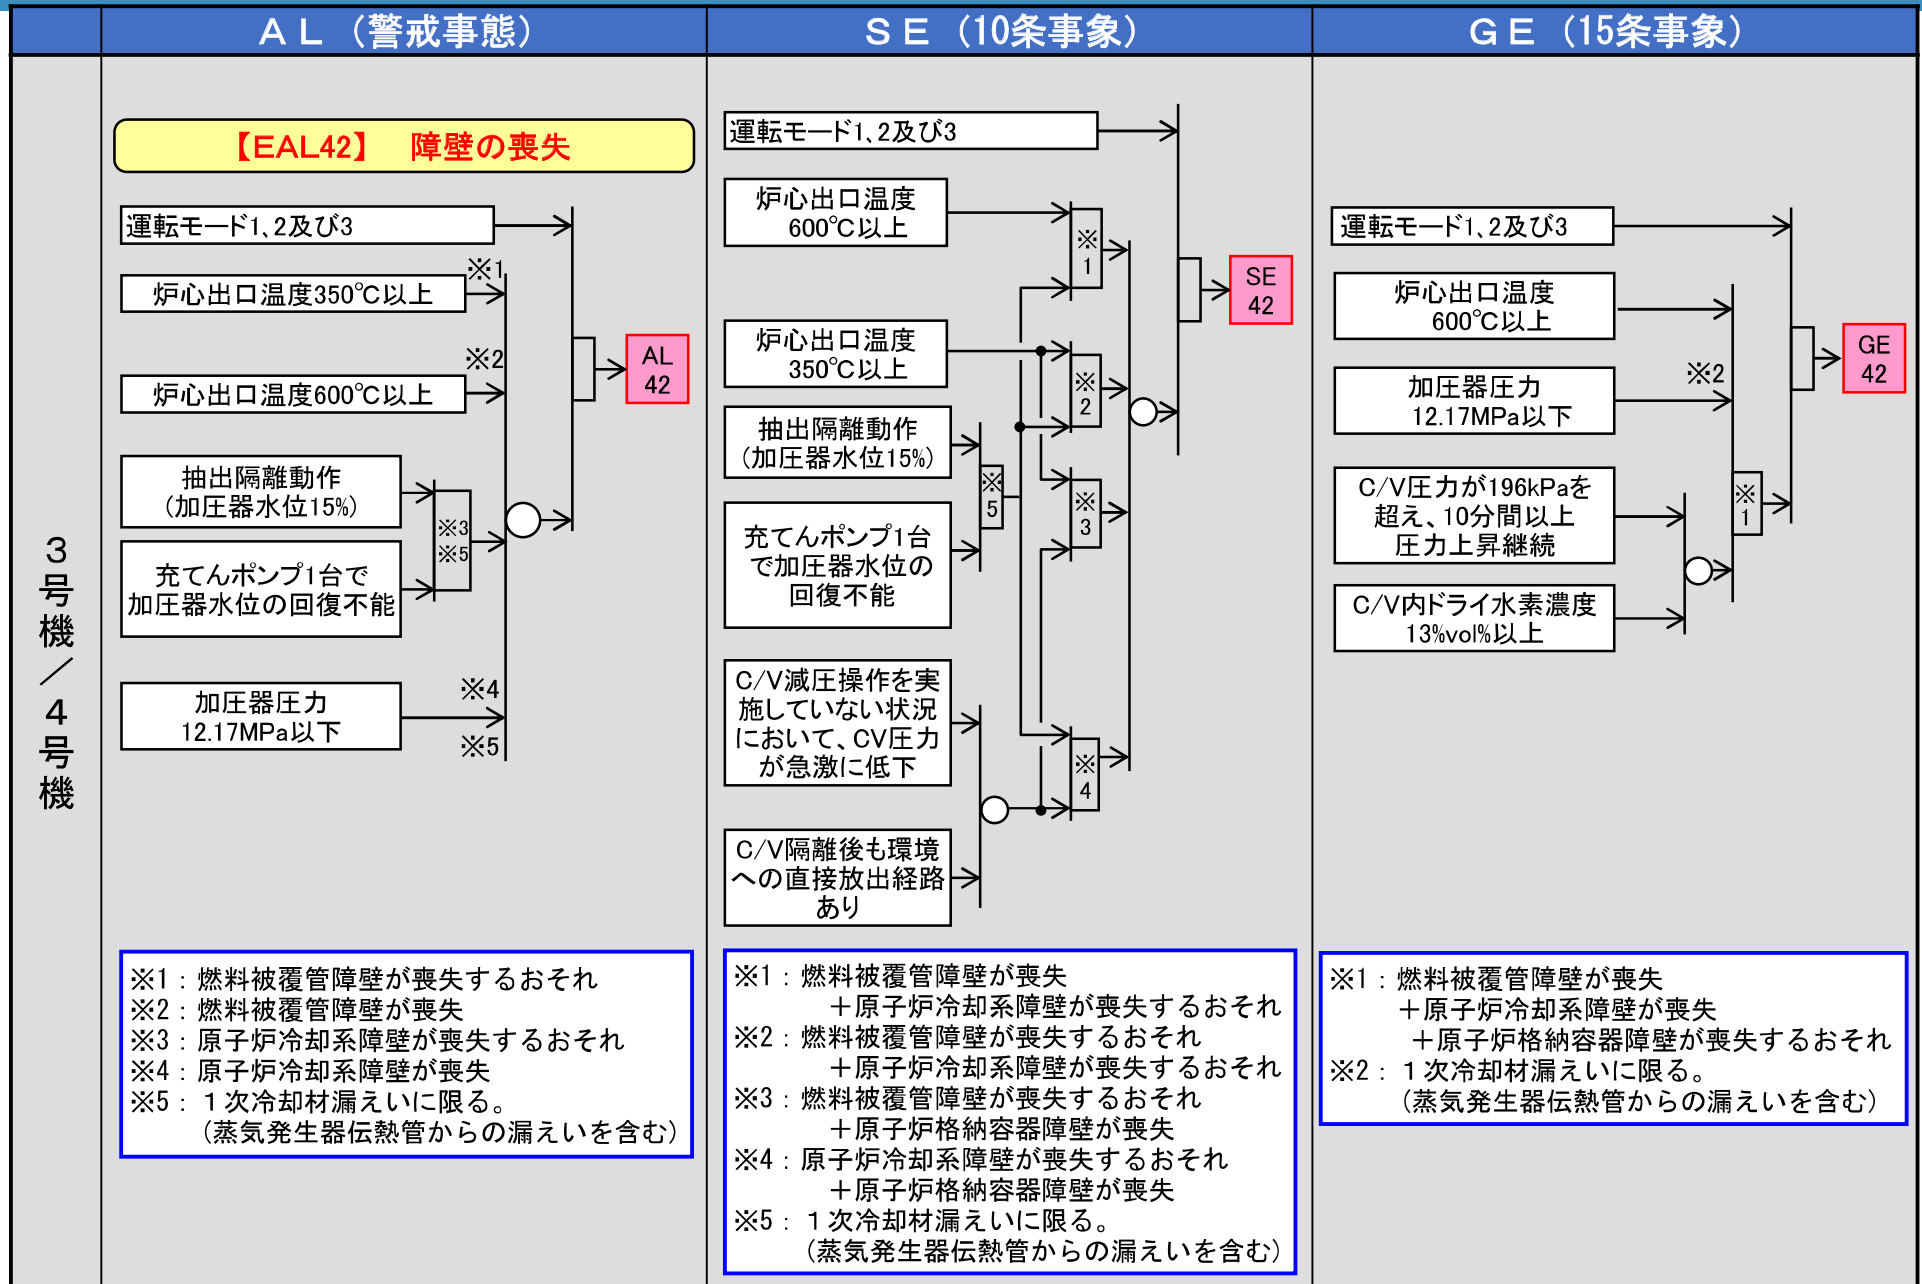 AL（警戒事態）
SE（10条事象）
GE（15条事象）
3号機／4号機
【EAL42】　障壁の喪失
運転モード1、2及び3
炉心出口温度350℃以上
※1
炉心出口温度600℃以上
※2
抽出隔離動作
（加圧器水位15%）
充てんポンプ1台で
加圧器水位の回復不能
※3
※5
加圧器圧力
12.17MPa以下
※4
※5
AL
42
※1：燃料被覆管障壁が喪失するおそれ
※2：燃料被覆管障壁が喪失
※3：原子炉冷却系障壁が喪失するおそれ
※4：原子炉冷却系障壁が喪失
※5：１次冷却材漏えいに限る。
（蒸気発生器伝熱管からの漏えいを含む）
運転モード1、2及び3
炉心出口温度
600℃以上
※
1
炉心出口温度
350℃以上
※
2
抽出隔離動作
（加圧器水位15%）
※
5
充てんポンプ1台
で加圧器水位の
回復不能
※
3
C/V減圧操作を実
施していない状況
において、CV圧力
が急激に低下
※
4
C/V隔離後も環境
への直接放出経路
あり
SE
42
※1：燃料被覆管障壁が喪失
＋原子炉冷却系障壁が喪失するおそれ
※2：燃料被覆管障壁が喪失するおそれ
＋原子炉冷却系障壁が喪失するおそれ
※3：燃料被覆管障壁が喪失するおそれ
＋原子炉格納容器障壁が喪失
※4：原子炉冷却系障壁が喪失するおそれ
＋原子炉格納容器障壁が喪失
※5：１次冷却材漏えいに限る。
（蒸気発生器伝熱管からの漏えいを含む）
運転モード1、2及び3
炉心出口温度
600℃以上
加圧器圧力
12.17MPa以下
※2
C/V圧力が196kPaを
超え、10分間以上
圧力上昇継続
※
1
C/V内ドライ水素濃度
13%vol%以上
GE
42
※1：燃料被覆管障壁が喪失
＋原子炉冷却系障壁が喪失
＋原子炉格納容器障壁が喪失するおそれ
※2：１次冷却材漏えいに限る。
（蒸気発生器伝熱管からの漏えいを含む）